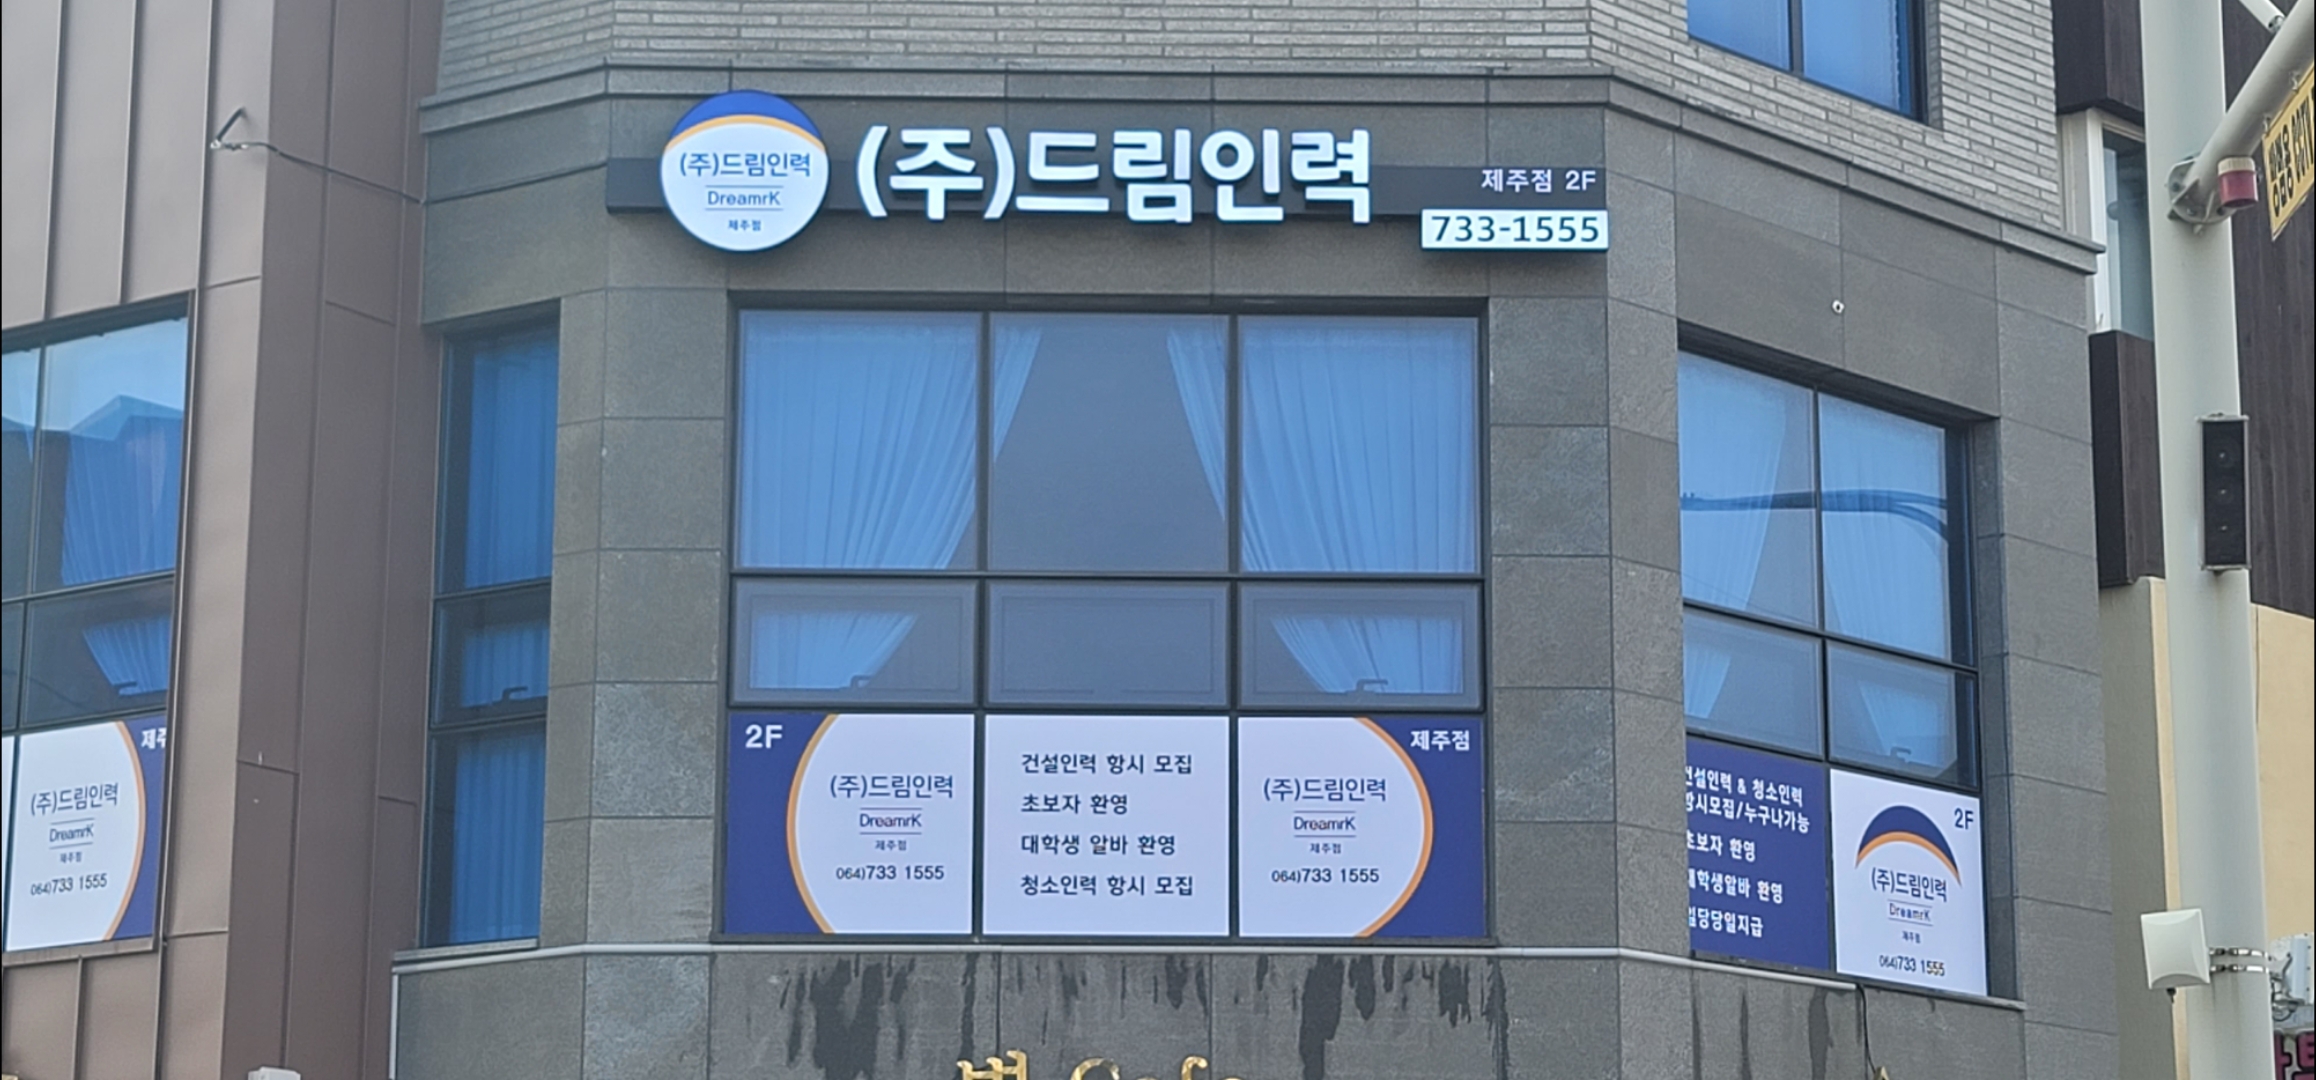 (주)드림인력
DreamrK
제주점
(주)드림인력
제주점 2F
733-1555
제주
(주)드림인력
DreamrK
제주점
064)733 1555
2F
(주)드림인력
DreamrK
제주점
064)733 1555
건설인력 항시 모집
초보자 환영
대학생 알바 환영
청소인력 항시 모집
제주점
(주)드림인력
DreamrK
제주점
064)733 1555
건설인력 & 청소인력
항시모집/누구나가능
초보자 환영
대학생알바 환영
일당당일지급
2F
(주)드림인력
DreamrK
제주점
064)733 1555